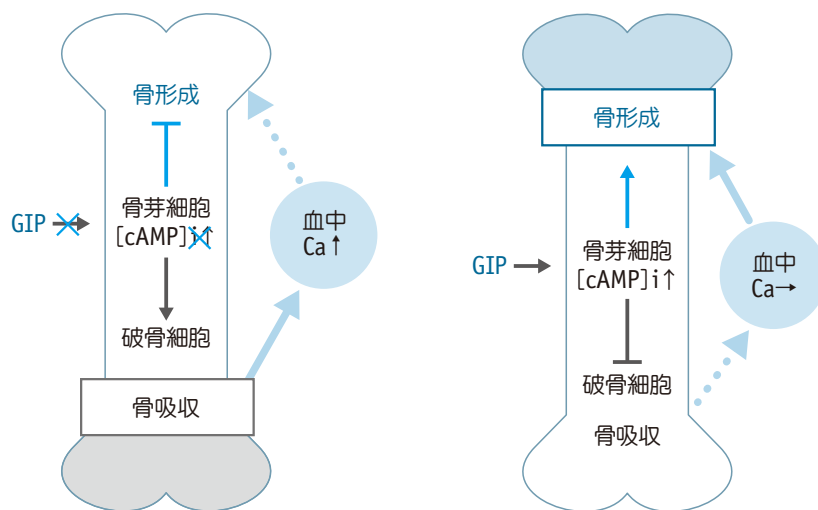 骨形成
GIP
骨芽細胞
[cAMP]i↑
破骨細胞
骨吸収
血中
Ca↑
骨形成
GIP
骨芽細胞
[cAMP]i↑
破骨細胞
骨吸収
血中
Ca→